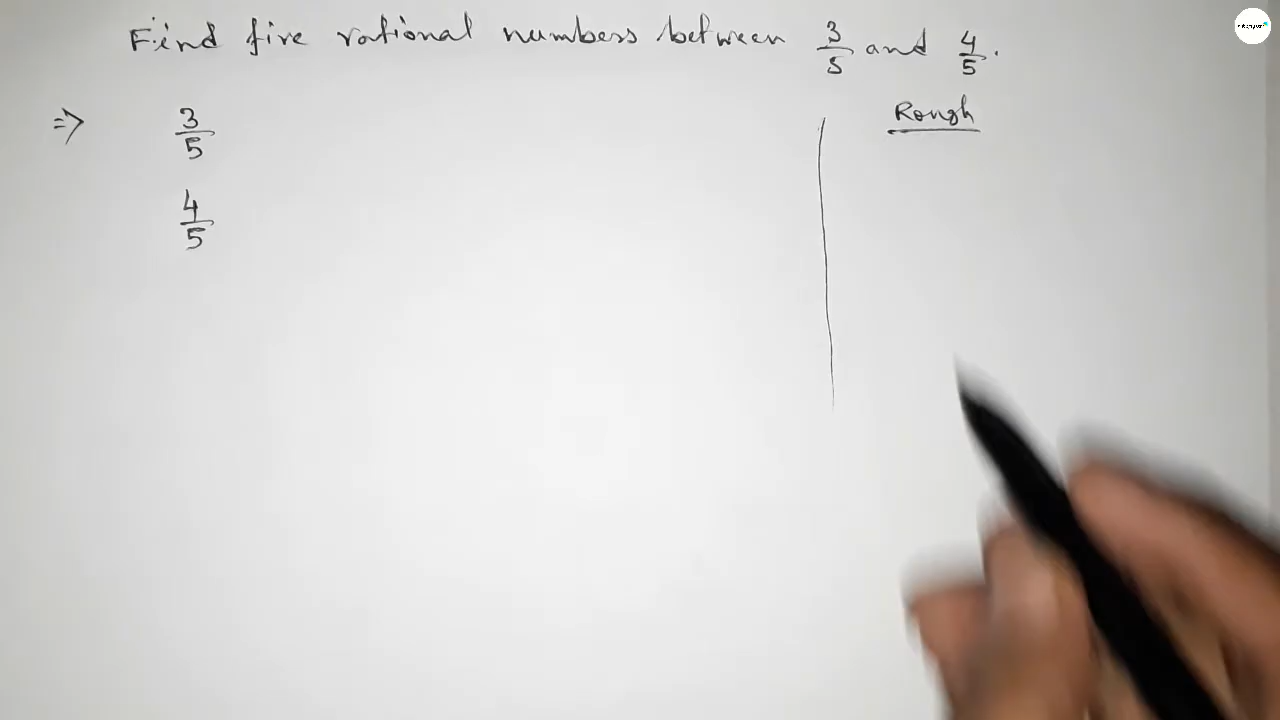 Find five rational numbers between 3/5 and 4/5.
Rough
⇒ 3/5
4/5